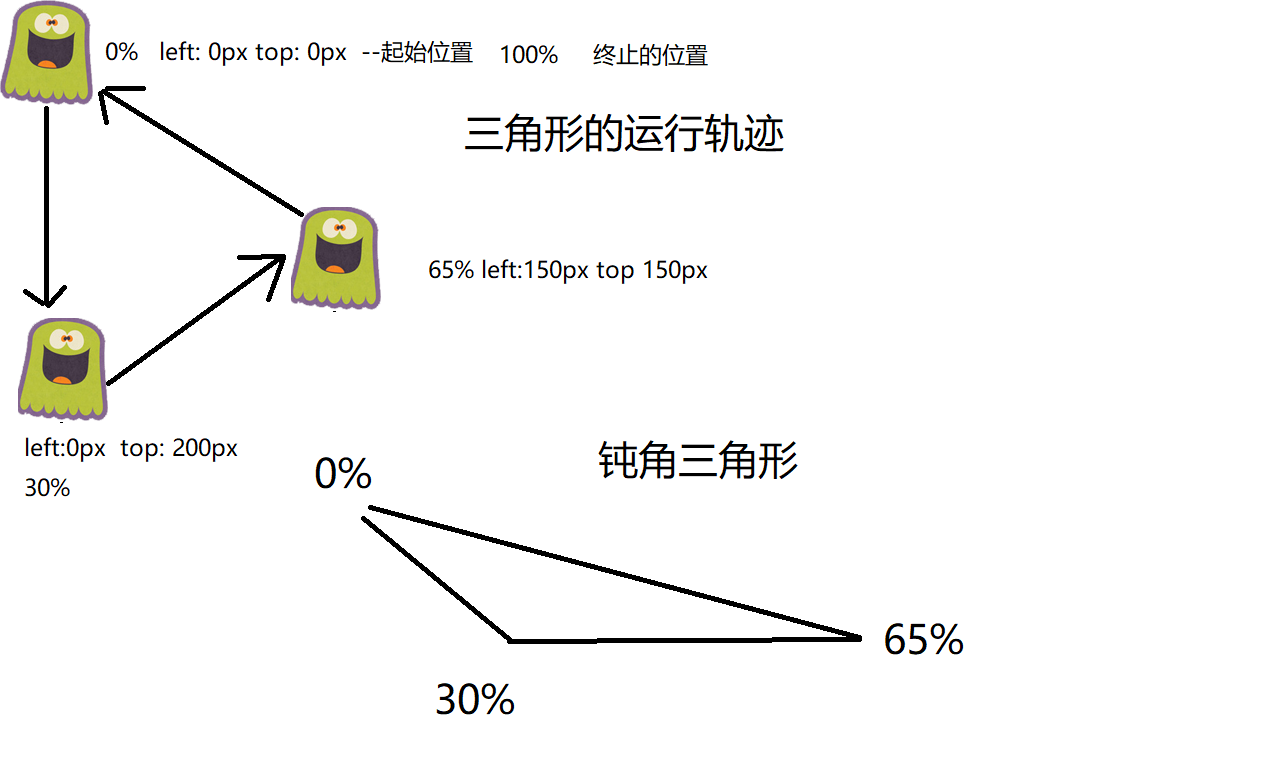 0% left: 0px top: 0px --起始位置 100% 终止的位置
三角形的运行轨迹
65% left:150px top 150px
left:0px top: 200px
30%
0%
钝角三角形
65%
30%